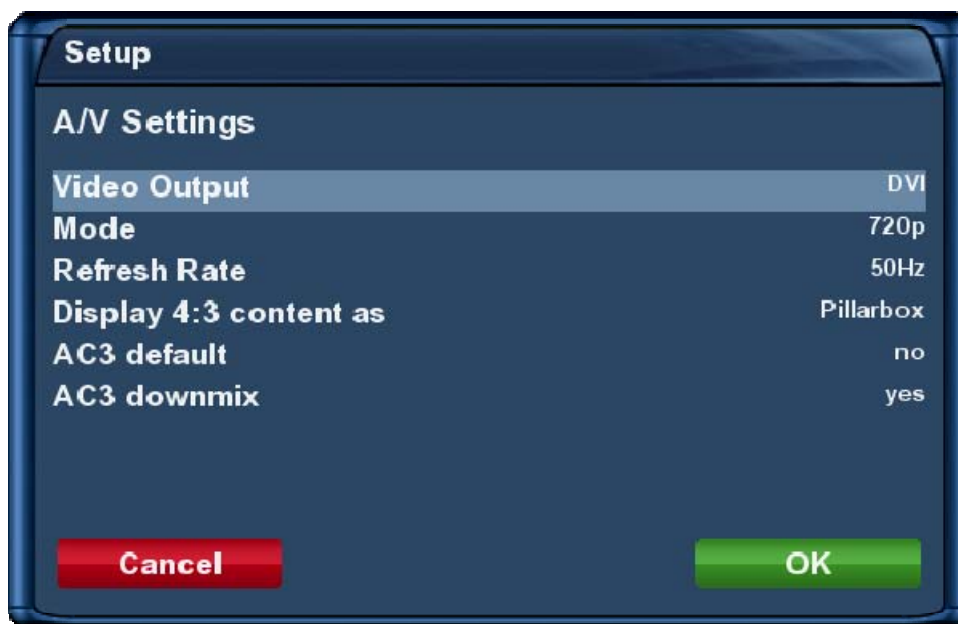 Setup
A/V Settings
Video Output DVI
Mode 720p
Refresh Rate 50Hz
Display 4:3 content as Pillarbox
AC3 default no
AC3 downmix yes
Cancel OK